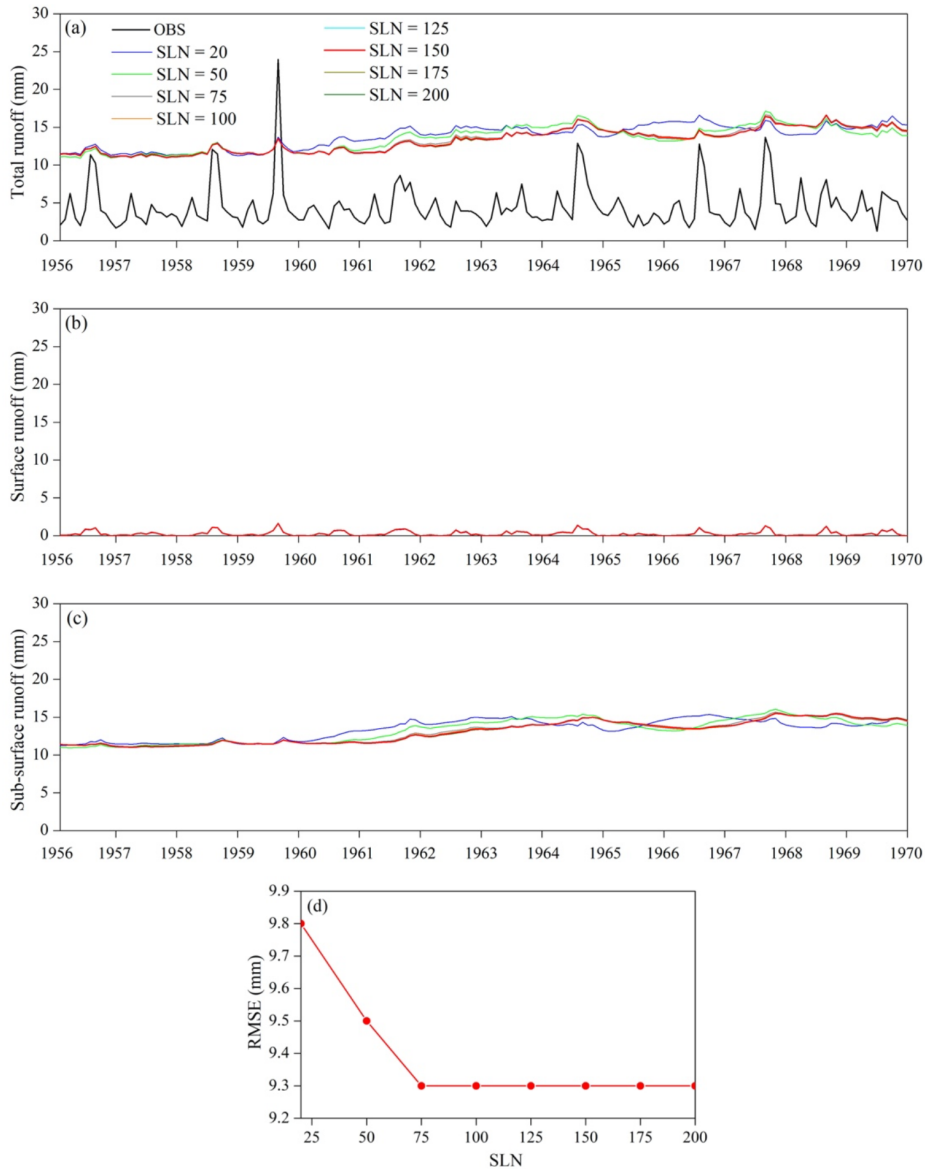 (a)
OBS
SLN = 20
SLN = 50
SLN = 75
SLN = 100
SLN = 125
SLN = 150
SLN = 175
SLN = 200
Total runoff (mm)
30
25
20
15
10
5
0
1956 1957 1958 1959 1960 1961 1962 1963 1964 1965 1966 1967 1968 1969 1970
(b)
Surface runoff (mm)
30
25
20
15
10
5
0
1956 1957 1958 1959 1960 1961 1962 1963 1964 1965 1966 1967 1968 1969 1970
(c)
Sub-surface runoff (mm)
30
25
20
15
10
5
0
1956 1957 1958 1959 1960 1961 1962 1963 1964 1965 1966 1967 1968 1969 1970
(d)
RMSE (mm)
9.9
9.8
9.7
9.6
9.5
9.4
9.3
9.2
25 50 75 100 125 150 175 200
SLN